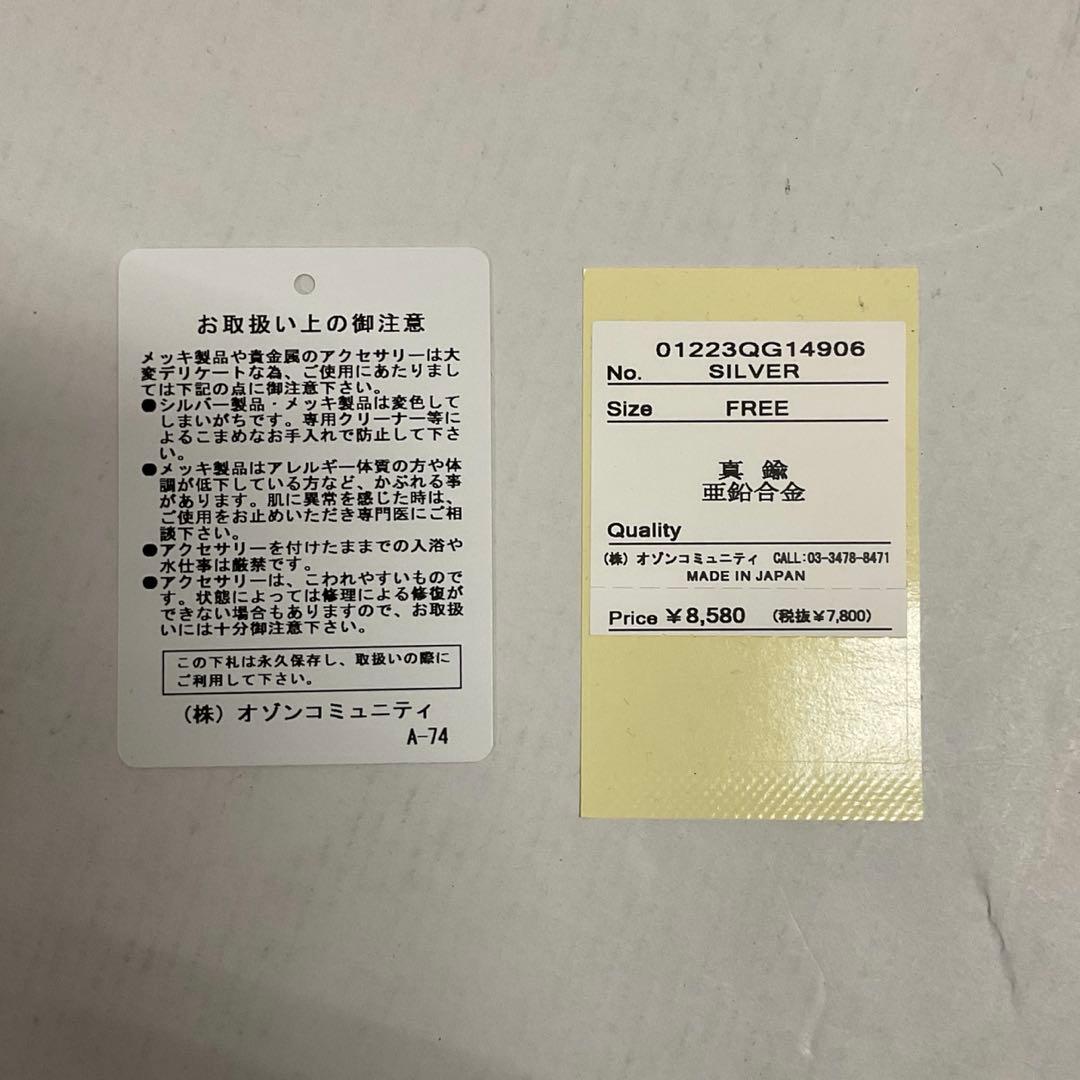 お取扱い上の御注意
メッキ製品や貴金属のアクセサリーは大
変デリケートな為、ご使用にあたりまし
ては下記の点に御注意下さい。
●シルバー製品・メッキ製品は変色して
しまいがちです。専用クリーナー等に
よるこまめなお手入れで防止して下さ
い。
●メッキ製品はアレルギー体質の方や体
調が低下している方など、かぶれる事
があります。肌に異常を感じた時は、
ご使用をお止めいただき専門医にご相
談下さい。
●アクセサリーを付けたままでの入浴や
水仕事は厳禁です。
●アクセサリーは、こわれやすいもので
す。状態によっては修理による修復が
できない場合もありますので、お取扱
いには十分御注意下さい。
この下札は永久保存し、取扱いの際に
ご利用して下さい。
(株)オゾンコミュニティ
A-74
01223QG14906
No. SILVER
Size FREE
真鍮
亜鉛合金
Quality
(株)オゾンコミュニティ CALL:03-3478-8471
MADE IN JAPAN
Price ¥8,580 (税抜¥7,800)